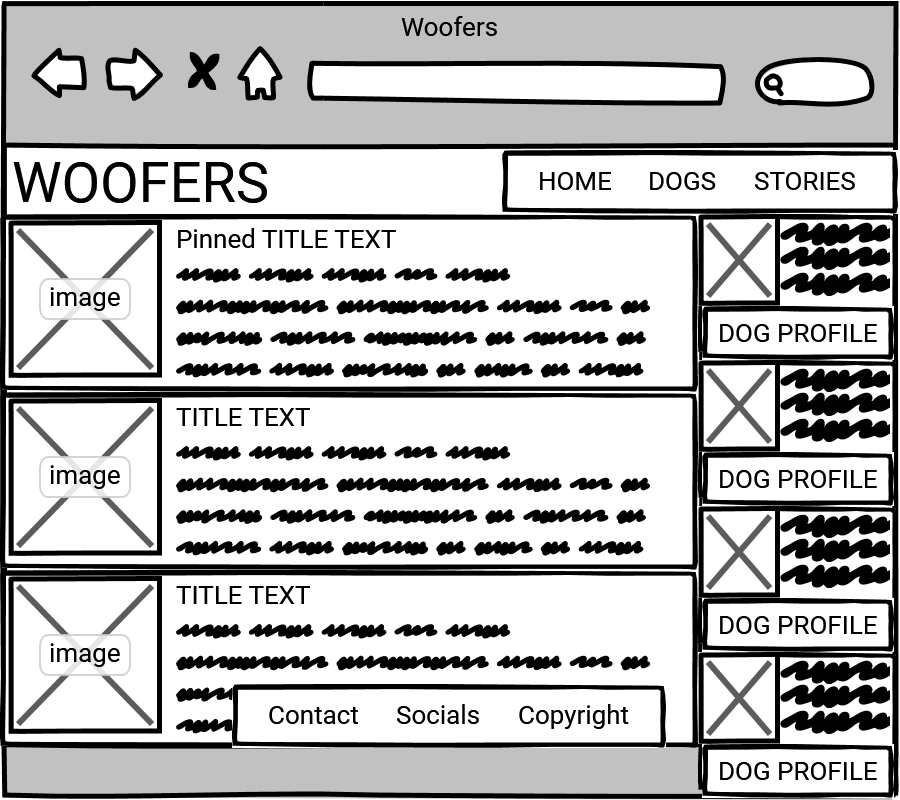 Woofers
WOOFERS
HOME DOGS STORIES
Pinned TITLE TEXT
image
TITLE TEXT
image
TITLE TEXT
image
DOG PROFILE
DOG PROFILE
DOG PROFILE
DOG PROFILE
Contact Socials Copyright